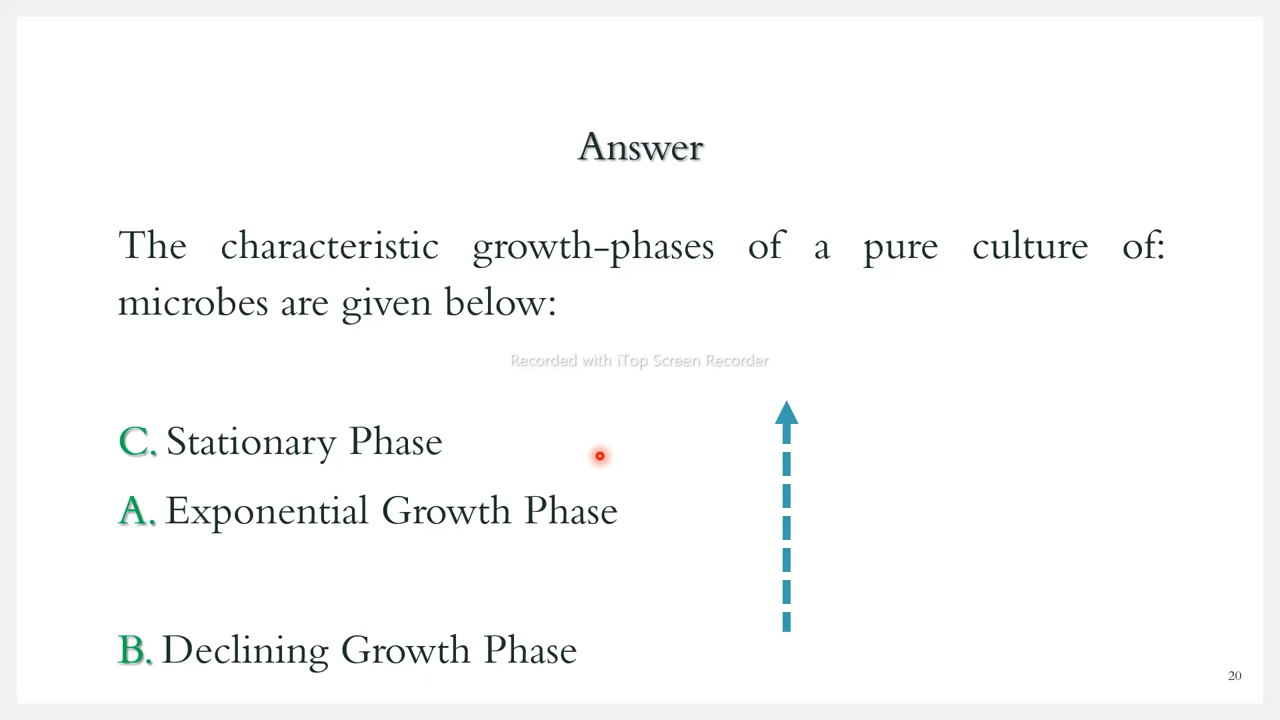 Answer
The characteristic growth-phases of a pure culture of:
microbes are given below:
Recorded with iTop Screen Recorder
C. Stationary Phase
A. Exponential Growth Phase
B. Declining Growth Phase
20